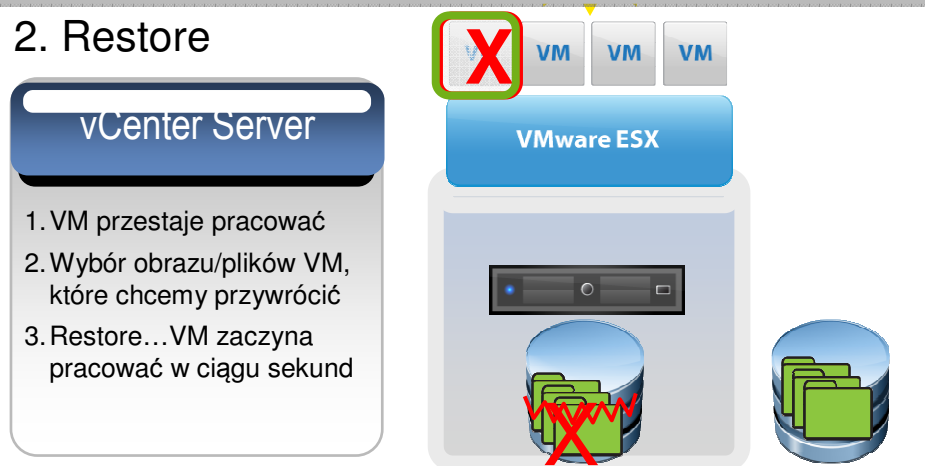 2. Restore
vCenter Server
1. VM przestaje pracować
2. Wybór obrazu/plików VM,
które chcemy przywrócić
3. Restore…VM zaczyna
pracować w ciągu sekund
X
VM
VM
VM
VMware ESX
X